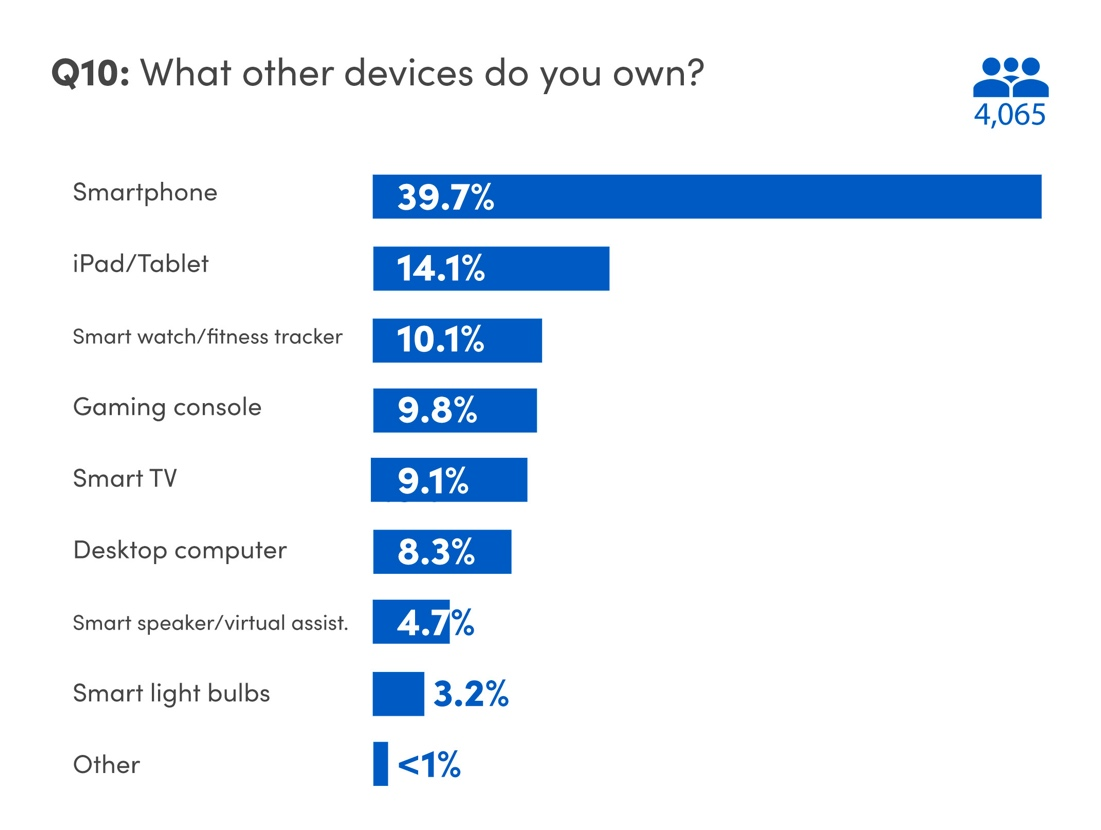 Q10: What other devices do you own?
4,065
Smartphone 39.7%
iPad/Tablet 14.1%
Smart watch/fitness tracker 10.1%
Gaming console 9.8%
Smart TV 9.1%
Desktop computer 8.3%
Smart speaker/virtual assist. 4.7%
Smart light bulbs 3.2%
Other <1%